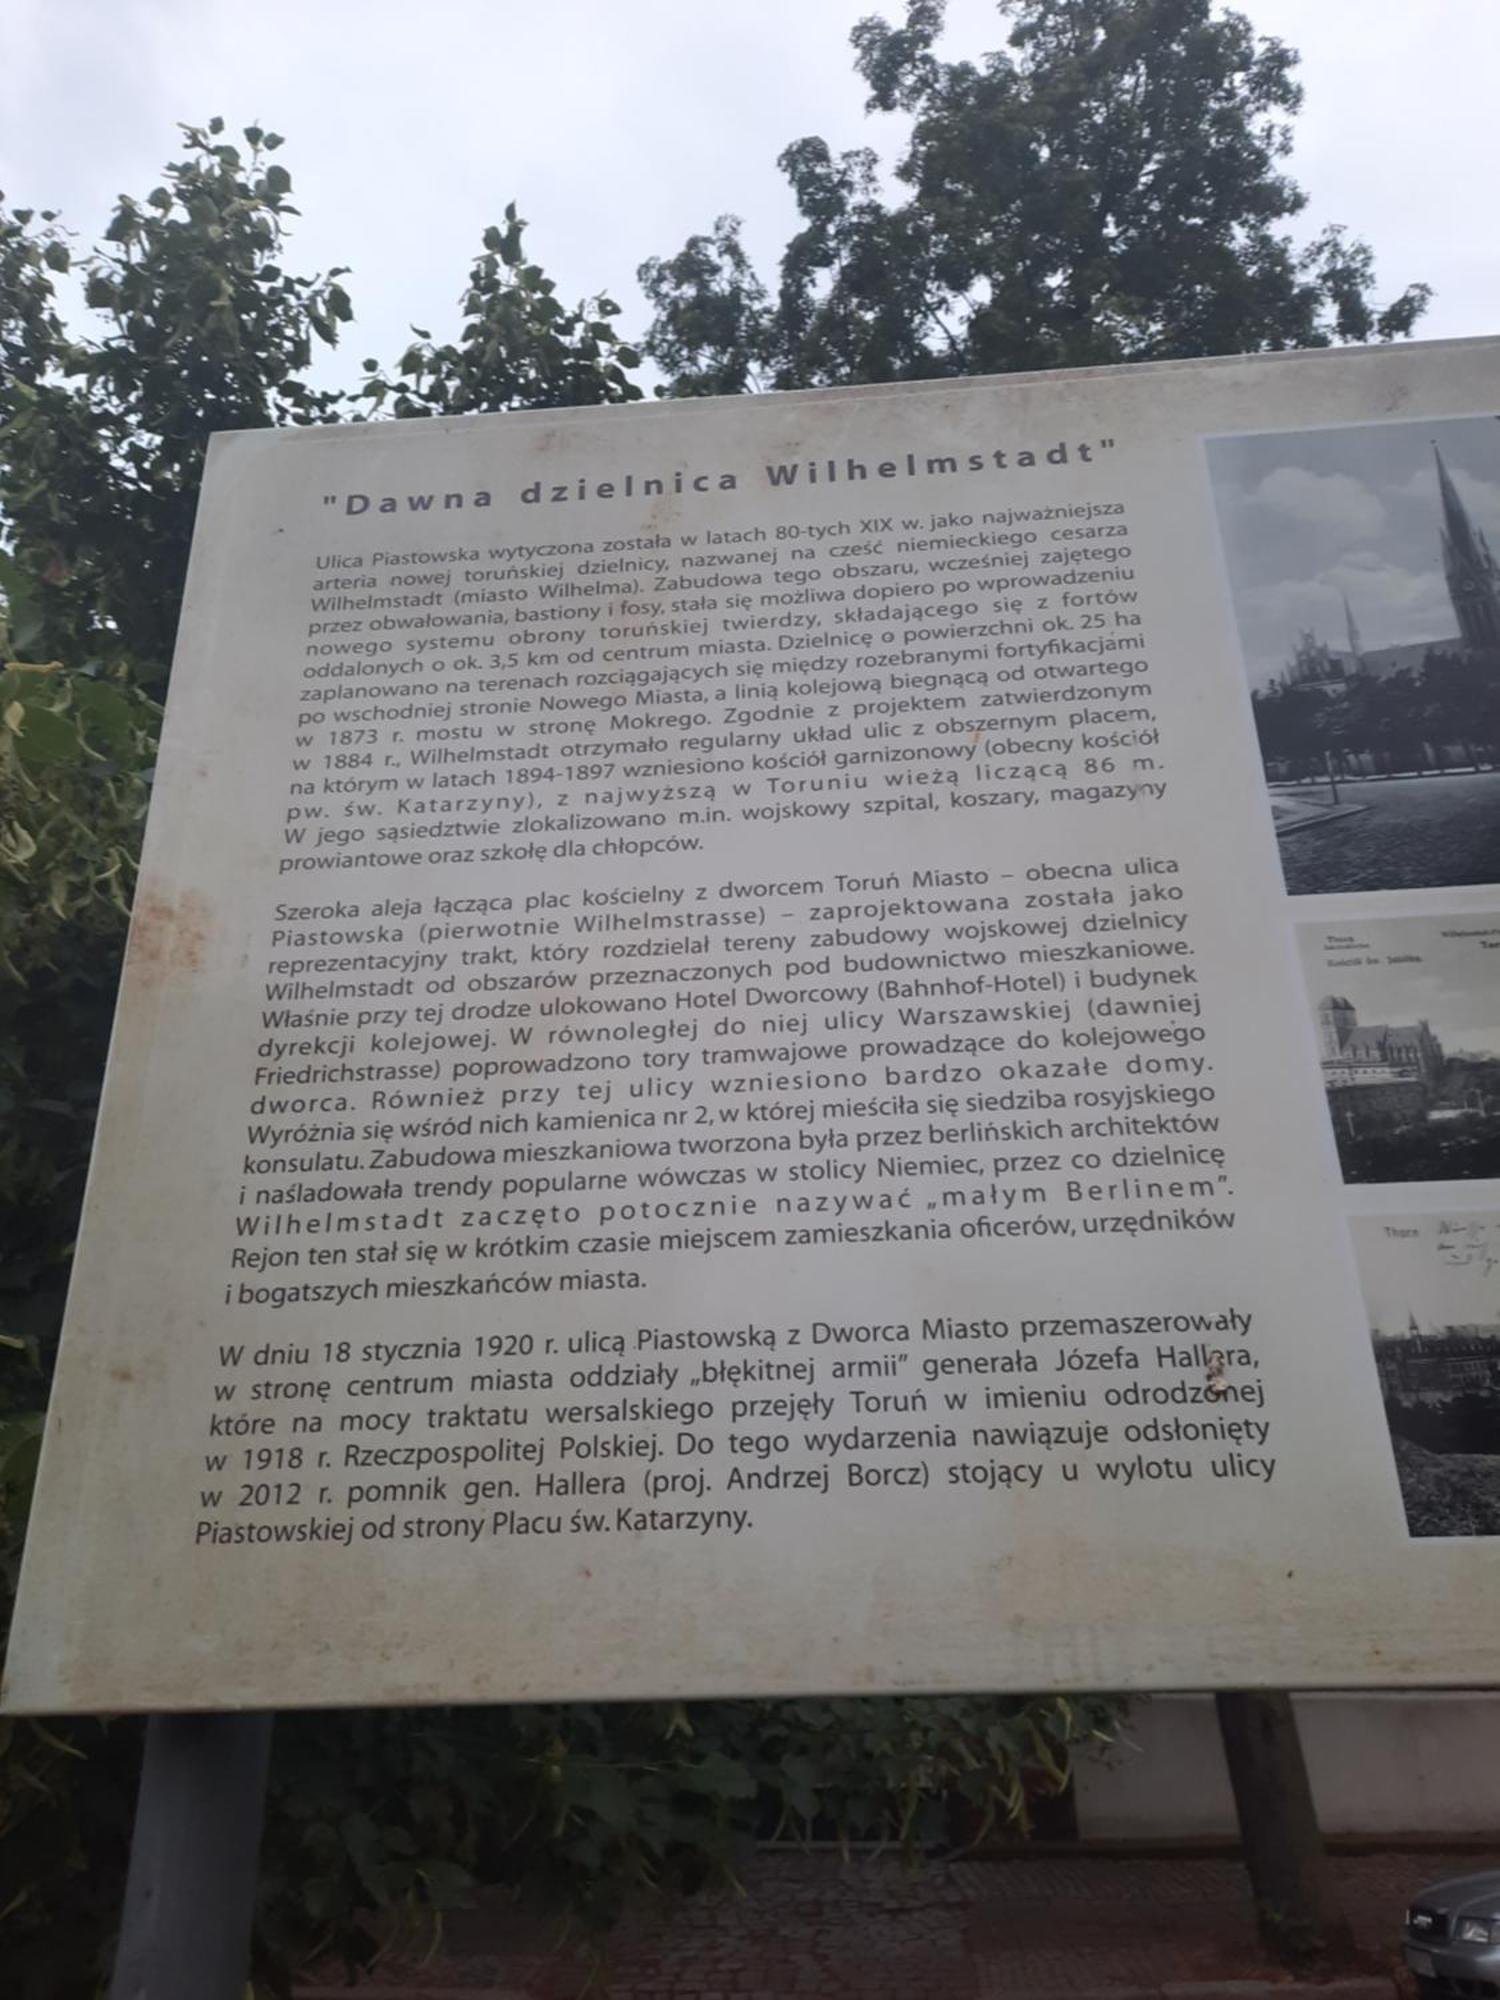 "Dawna dzielnica Wilhelmstadt"
Ulica Piastowska wytyczona została w latach 80-tych XIX w. jako najważniejsza
arteria nowej toruńskiej dzielnicy, nazwanej na cześć niemieckiego cesarza
Wilhelmstadt (miasto Wilhelma). Zabudowa tego obszaru, wcześniej zajętego
przez obwałowania, bastiony i fosy, stała się możliwa dopiero po wprowadzeniu
nowego systemu obrony toruńskiej twierdzy, składającego się z fortów
oddalonych o ok. 3,5 km od centrum miasta. Dzielnicę o powierzchni ok. 25 ha
zaplanowano na terenach rozciągających się między rozebranymi fortyfikacjami
po wschodniej stronie Nowego Miasta, a linią kolejową biegnącą od otwartego
w 1873 r. mostu w stronę Mokrego. Zgodnie z projektem zatwierdzonym
w 1884 r., Wilhelmstadt otrzymało regularny układ ulic z obszernym placem,
na którym w latach 1894-1897 wzniesiono kościół garnizonowy (obecny kościół
pw. św. Katarzyny), z najwyższą w Toruniu wieżą liczącą 86 m.
W jego sąsiedztwie zlokalizowano m.in. wojskowy szpital, koszary, magazyny
prowiantowe oraz szkołę dla chłopców.
Szeroka aleja łącząca plac kościelny z dworcem Toruń Miasto – obecna ulica
Piastowska (pierwotnie Wilhelmstrasse) – zaprojektowana została jako
reprezentacyjny trakt, który rozdzielał tereny zabudowy wojskowej dzielnicy
Wilhelmstadt od obszarów przeznaczonych pod budownictwo mieszkaniowe.
Właśnie przy tej drodze ulokowano Hotel Dworcowy (Bahnhof-Hotel) i budynek
dyrekcji kolejowej. W równoległej do niej ulicy Warszawskiej (dawniej
Friedrichstrasse) poprowadzono tory tramwajowe prowadzące do kolejowego
dworca. Również przy tej ulicy wzniesiono bardzo okazałe domy.
Wyróżnia się wśród nich kamienica nr 2, w której mieściła się siedziba rosyjskiego
konsulatu. Zabudowa mieszkaniowa tworzona była przez berlińskich architektów
i naśladowała trendy popularne wówczas w stolicy Niemiec, przez co dzielnicę
Wilhelmstadt zaczęto potocznie nazywać „małym Berlinem".
Rejon ten stał się w krótkim czasie miejscem zamieszkania oficerów, urzędników
i bogatszych mieszkańców miasta.
W dniu 18 stycznia 1920 r. ulicą Piastowską z Dworca Miasto przemaszerowały
w stronę centrum miasta oddziały „błękitnej armii" generała Józefa Hallera,
które na mocy traktatu wersalskiego przejęły Toruń w imieniu odrodzonej
w 1918 r. Rzeczpospolitej Polskiej. Do tego wydarzenia nawiązuje odsłonięty
w 2012 r. pomnik gen. Hallera (proj. Andrzej Borcz) stojący u wylotu ulicy
Piastowskiej od strony Placu św. Katarzyny.
Thorn
Kościół św. Jakóba.
Thorn